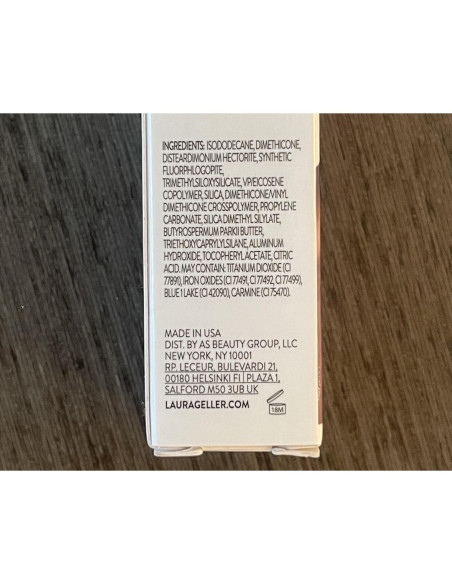 INGREDIENTS: ISODODECANE, DIMETHICONE,
DISTEARDIMONIUM HECTORITE, SYNTHETIC
FLUORPHLOGOPITE,
TRIMETHYLSILOXYSILICATE, VP/EICOSENE
COPOLYMER, SILICA, DIMETHICONE/VINYL
DIMETHICONE CROSSPOLYMER, PROPYLENE
CARBONATE, SILICA DIMETHYL SILYLATE,
BUTYROSPERMUM PARKII BUTTER,
TRIETHOXYCAPRYLYLSILANE, ALUMINUM
HYDROXIDE, TOCOPHERYL ACETATE, CITRIC
ACID. MAY CONTAIN: TITANIUM DIOXIDE (CI
77891), IRON OXIDES (CI 77491, CI 77492, CI 77499),
BLUE 1 LAKE (CI 42090), CARMINE (CI 75470).
MADE IN USA
DIST. BY AS BEAUTY GROUP, LLC
NEW YORK, NY 10001
RP. LECEUR, BULEVARDI 21,
00180 HELSINKI FI | PLAZA 1,
SALFORD M50 3UB UK
LAURAGELLER.COM
18M